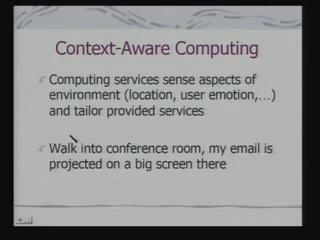 Context-Aware Computing
Computing services sense aspects of
environment (location, user emotion,…)
and tailor provided services
Walk into conference room, my email is
projected on a big screen there